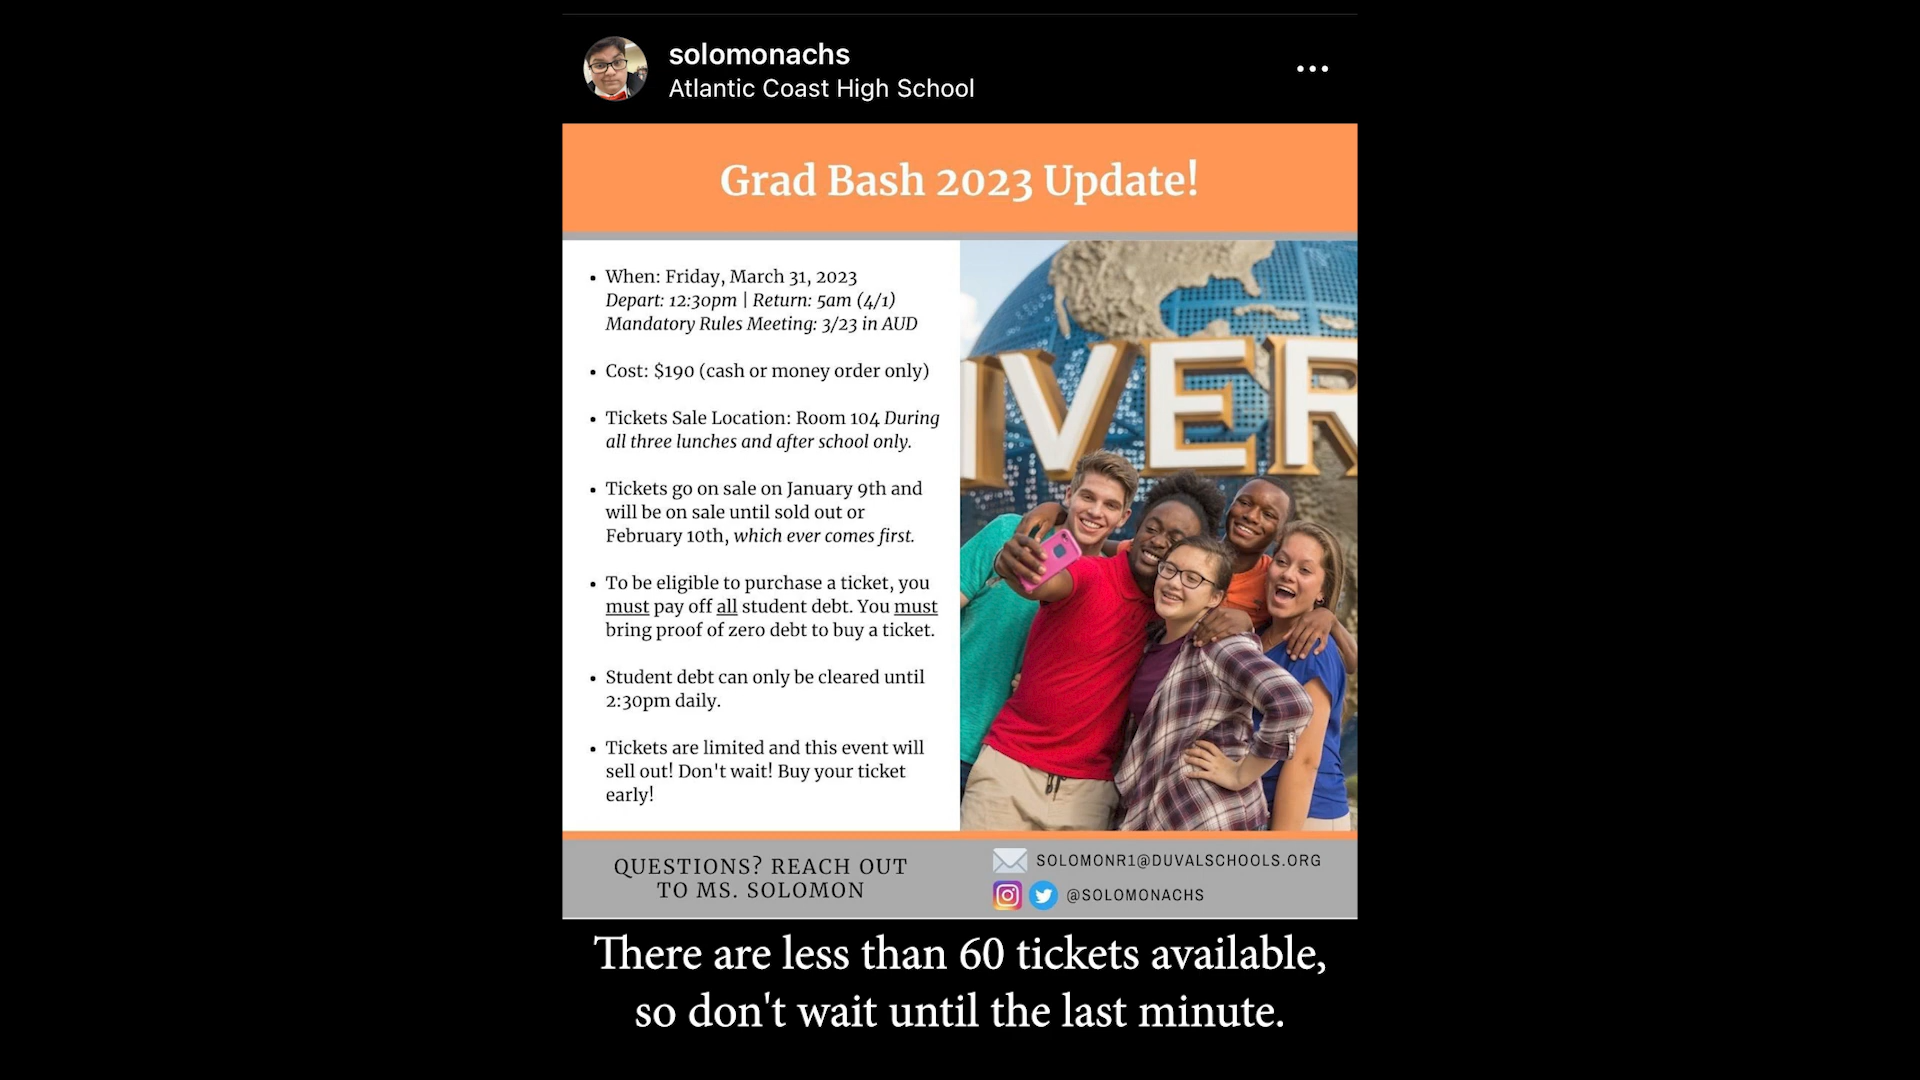 solomonachs
Atlantic Coast High School
Grad Bash 2023 Update!
• When: Friday, March 31, 2023
Depart: 12:30pm | Return: 5am (4/1)
Mandatory Rules Meeting: 3/23 in AUD
• Cost: $190 (cash or money order only)
• Tickets Sale Location: Room 104 During
all three lunches and after school only.
• Tickets go on sale on January 9th and
will be on sale until sold out or
February 10th, which ever comes first.
• To be eligible to purchase a ticket, you
must pay off all student debt. You must
bring proof of zero debt to buy a ticket.
• Student debt can only be cleared until
2:30pm daily.
• Tickets are limited and this event will
sell out! Don't wait! Buy your ticket
early!
IVER
QUESTIONS? REACH OUT
TO MS. SOLOMON
SOLOMONR1@DUVALSCHOOLS.ORG
@SOLOMONACHS
There are less than 60 tickets available,
so don't wait until the last minute.